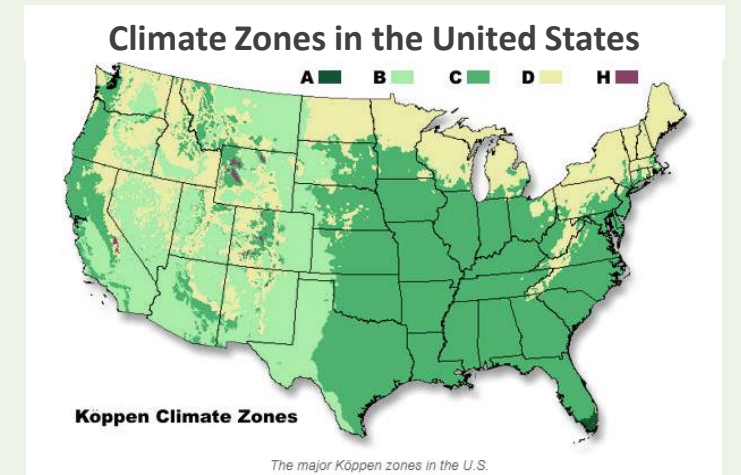 Climate Zones in the United States
A B C D H
Köppen Climate Zones
The major Köppen zones in the U.S.